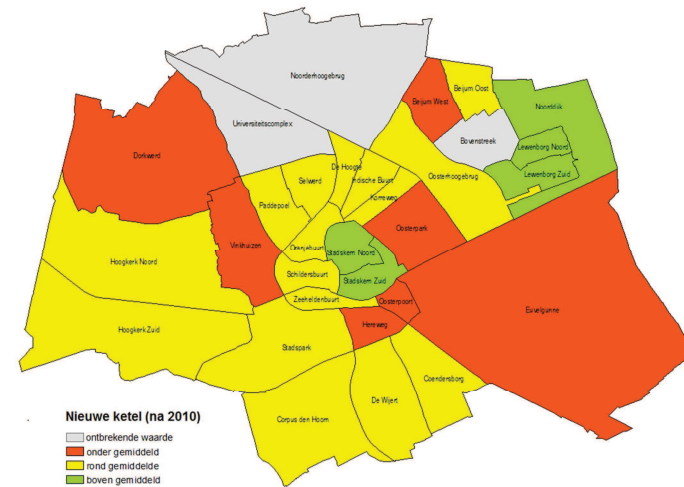 Noorderhoogebrug
Beijum Oost
Beijum West
Noorddijk
Universiteitscomplex
Bovenstreek
Lewenborg Noord
Dorkwerd
De Hoogte
Lewenborg Zuid
Selwerd
Indische Buurt
Oosterhoogebrug
Paddepoel
Korreweg
Oosterpark
Vinkhuizen
Oranjebuurt
Stadskern Noord
Hoogkerk Noord
Schildersbuurt
Stadskern Zuid
Zeeheldenbuurt
Oosterpoort
Euvelgunne
Hoogkerk Zuid
Hereweg
Stadspark
Coendersborg
De Wijert
Corpus den Hoorn
Nieuwe ketel (na 2010)
ontbrekende waarde
onder gemiddeld
rond gemiddelde
boven gemiddeld